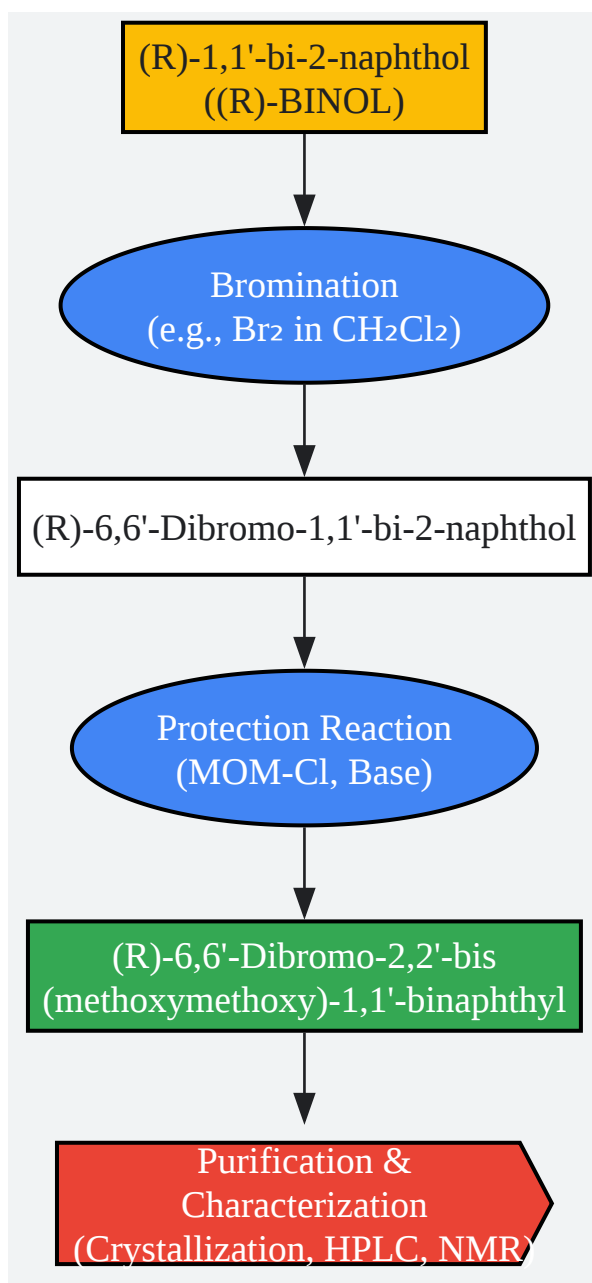 (R)-1,1'-bi-2-naphthol
((R)-BINOL)
Bromination
(e.g., Br₂ in CH₂Cl₂)
(R)-6,6'-Dibromo-1,1'-bi-2-naphthol
Protection Reaction
(MOM-Cl, Base)
(R)-6,6'-Dibromo-2,2'-bis
(methoxymethoxy)-1,1'-binaphthyl
Purification &
Characterization
(Crystallization, HPLC, NMR)